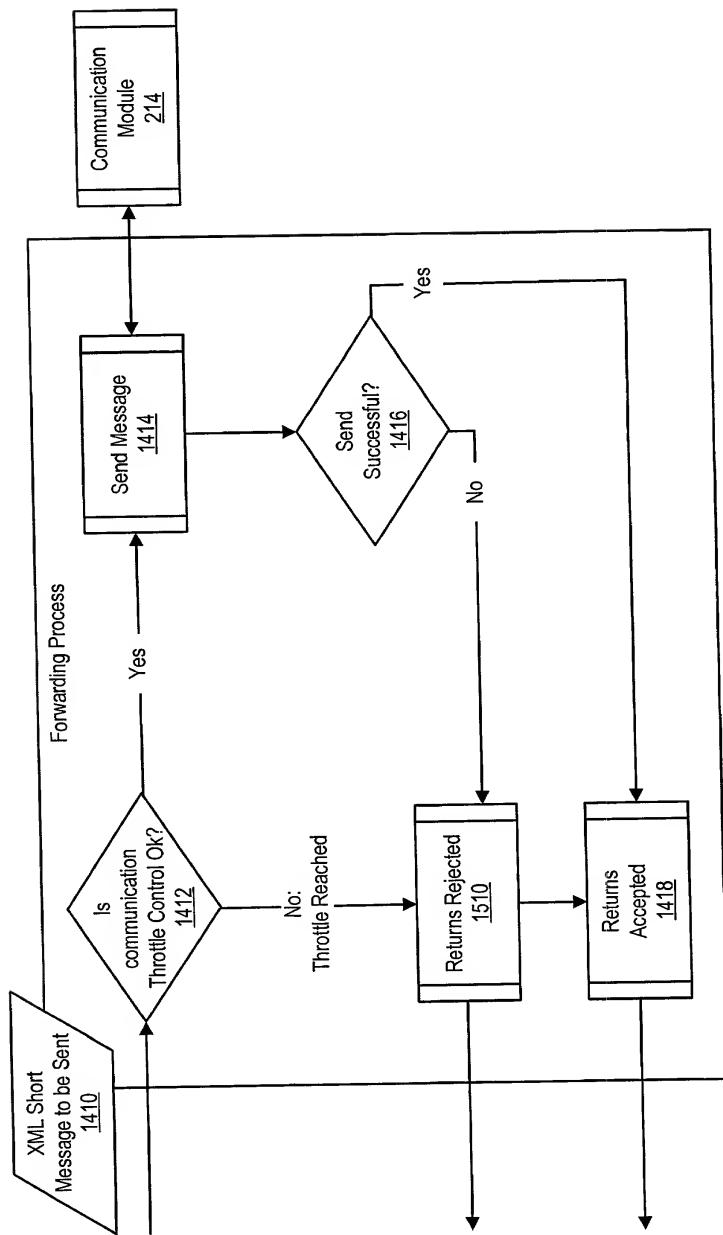 XML Short
Message to be Sent
1410
Forwarding Process
Is
communication
Throttle Control Ok?
1412
Yes
Send Message
1414
Communication
Module
214
No:
Throttle Reached
Send
Successful?
1416
Yes
No
Returns Rejected
1510
Returns
Accepted
1418